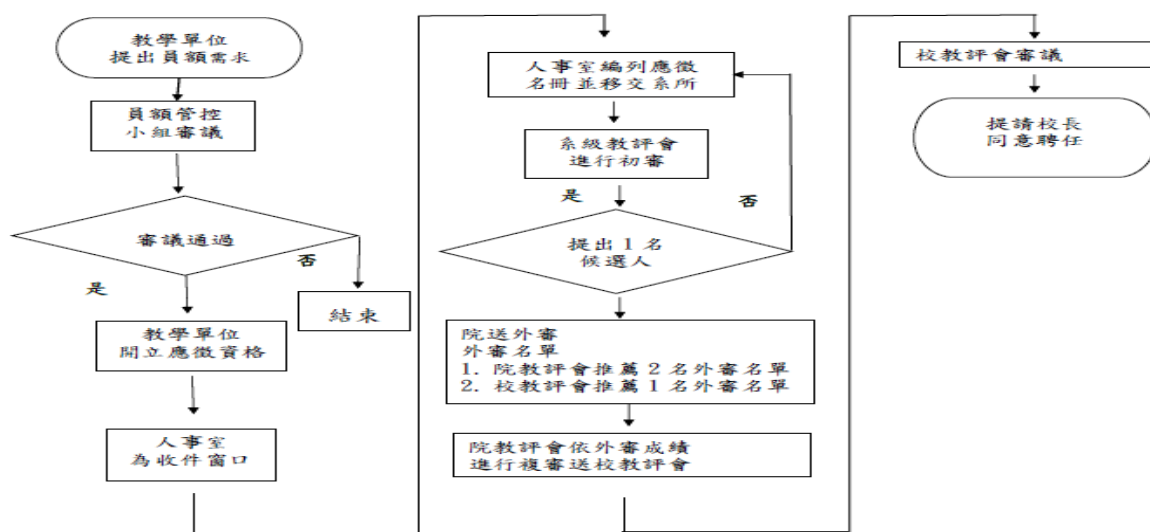 教學單位
提出員額需求
員額管控
小組審議
審議通過
否
是
結束
教學單位
開立應徵資格
人事室
為收件窗口
人事室編列應徵
名冊並移交系所
系級教評會
進行初審
是
否
提出1名
候選人
院送外審
外審名單
1. 院教評會推薦2名外審名單
2. 校教評會推薦1名外審名單
院教評會依外審成績
進行複審送校教評會
校教評會審議
提請校長
同意聘任